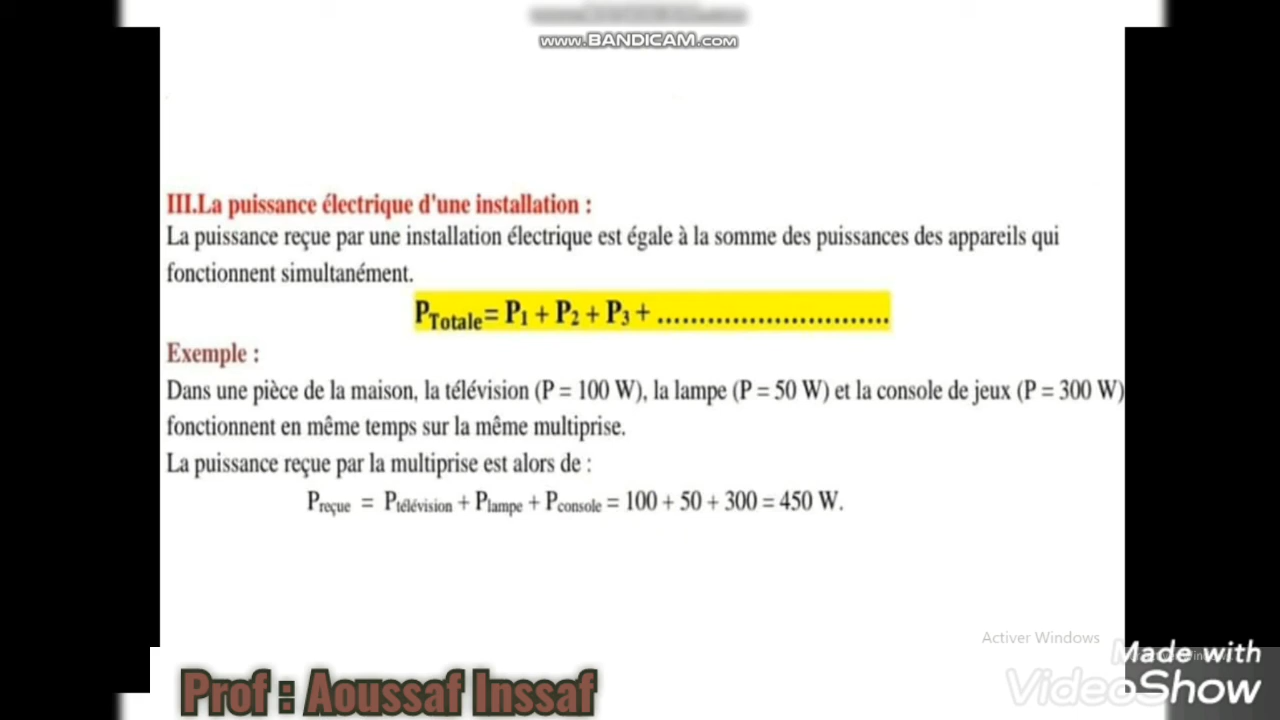 www.BANDICAM.com
III.La puissance électrique d'une installation :
La puissance reçue par une installation électrique est égale à la somme des puissances des appareils qui
fonctionnent simultanément.
PTotale= P1 + P2 + P3 + ..............................
Exemple :
Dans une pièce de la maison, la télévision (P = 100 W), la lampe (P = 50 W) et la console de jeux (P = 300 W)
fonctionnent en même temps sur la même multiprise.
La puissance reçue par la multiprise est alors de :
Preçue = Ptélévision + Plampe + Pconsole = 100 + 50 + 300 = 450 W.
Activer Windows
Made with
VideoShow
Prof : Aoussaf Inssaf